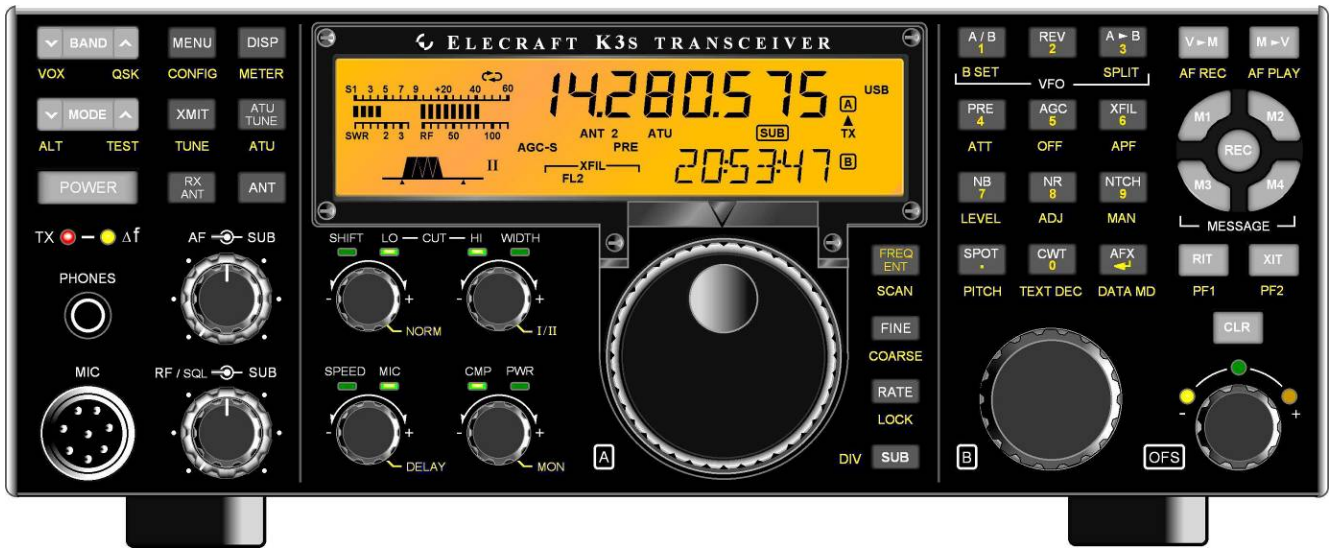 ELECRAFT K3S TRANSCEIVER
BAND MENU DISP
VOX QSK CONFIG METER
MODE XMIT ATU TUNE
ALT TEST TUNE ATU
POWER RX ANT ANT
TX Δf
AF SUB
PHONES
MIC
RF / SQL SUB
S1 3 5 7 9 +20 40 60
SWR 2 3 RF 50 100
14.280.575 USB
A
TX
ANT 2 ATU SUB
AGC-S PRE
XFIL
FL2
II
20:53:47 B
SHIFT LO CUT HI WIDTH
- + - +
NORM I/II
SPEED MIC CMP PWR
- + - +
DELAY MON
A
FREQ ENT
SCAN
FINE
COARSE
RATE
LOCK
DIV SUB
A / B 1 REV 2 A ► B 3
B SET SPLIT
VFO
PRE 4 AGC 5 XFIL 6
ATT OFF APF
NB 7 NR 8 NTCH 9
LEVEL ADJ MAN
SPOT . CWT 0 AFX
PITCH TEXT DEC DATA MD
B
V►M M►V
AF REC AF PLAY
M1 M2
REC
M3 M4
MESSAGE
RIT XIT
PF1 PF2
CLR
- +
OFS